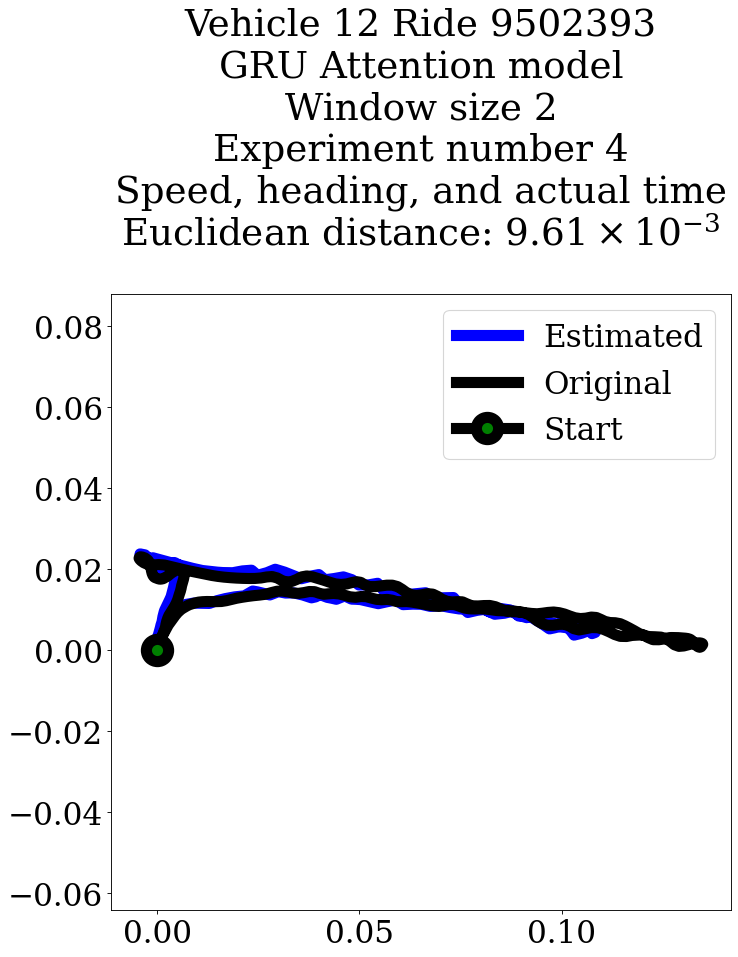 Vehicle 12 Ride 9502393
GRU Attention model
Window size 2
Experiment number 4
Speed, heading, and actual time
Euclidean distance: 9.61 × 10⁻³
Estimated
Original
Start
0.08
0.06
0.04
0.02
0.00
−0.02
−0.04
−0.06
0.00 0.05 0.10